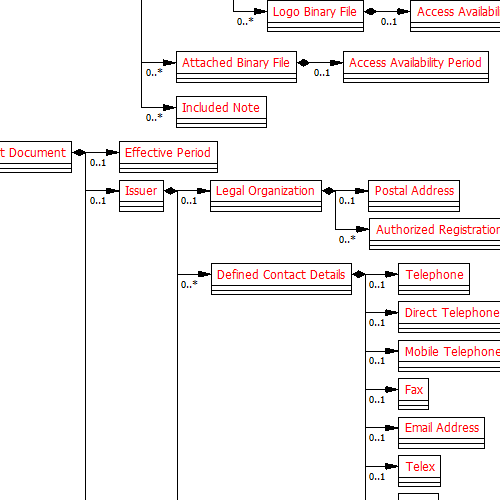 Logo Binary File
Access Availabil
0..*
0..1
Attached Binary File
Access Availability Period
0..*
0..1
Included Note
0..*
t Document
Effective Period
0..1
Issuer
Legal Organization
Postal Address
0..1
0..1
0..1
Authorized Registration
0..*
Defined Contact Details
Telephone
0..*
0..1
Direct Telephone
0..1
Mobile Telephone
0..1
Fax
0..1
Email Address
0..1
Telex
0..1